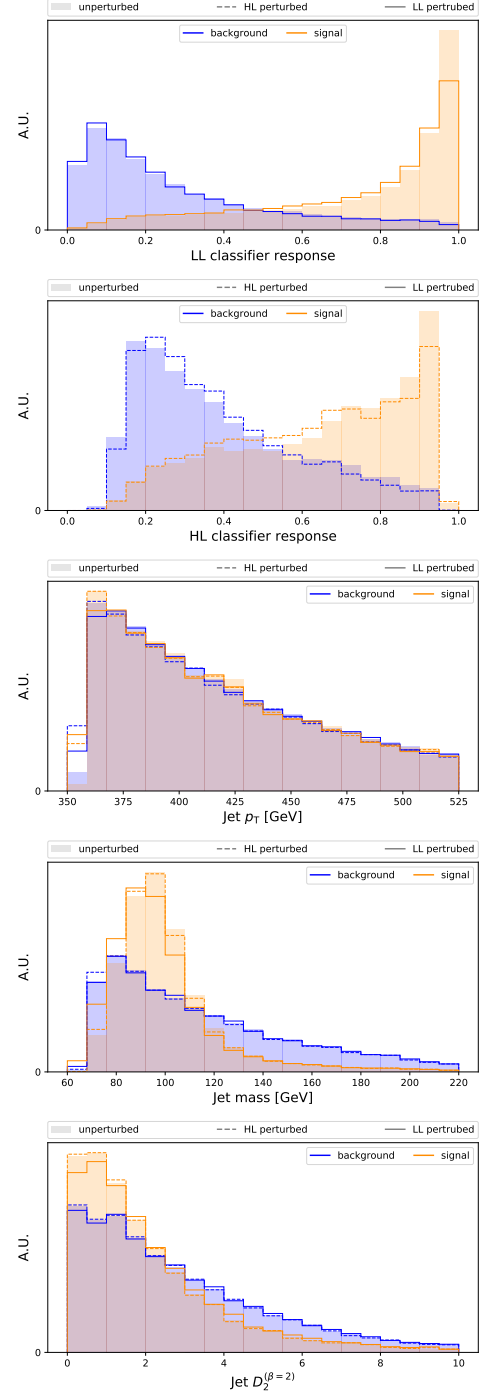 unperturbed HL perturbed LL perturbed
background signal
A.U.
0
0.0 0.2 0.4 0.6 0.8 1.0
LL classifier response
unperturbed HL perturbed LL pertrubed
background signal
A.U.
0
0.0 0.2 0.4 0.6 0.8 1.0
HL classifier response
unperturbed HL perturbed LL pertrubed
background signal
A.U.
0
350 375 400 425 450 475 500 525
Jet p_T [GeV]
unperturbed HL perturbed LL pertrubed
background signal
A.U.
0
60 80 100 120 140 160 180 200 220
Jet mass [GeV]
unperturbed HL perturbed LL pertrubed
background signal
A.U.
0
0 2 4 6 8 10
Jet D_2^{(β=2)}